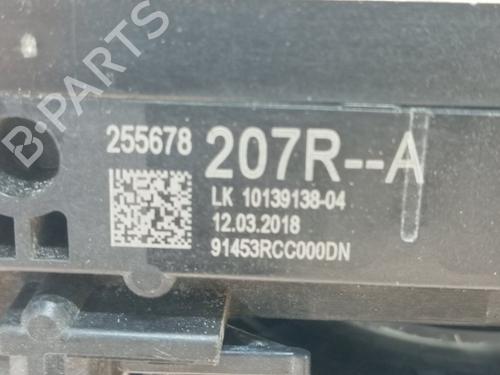 B-PARTS
255678 207R--A
LK 10139138-04
12.03.2018
91453RCC000DN